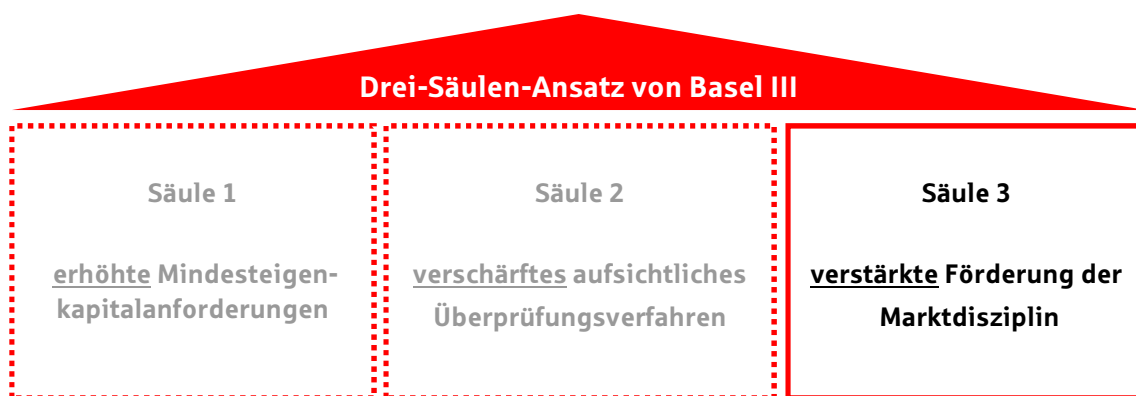 Drei-Säulen-Ansatz von Basel III
Säule 1
erhöhte Mindesteigen-
kapitalanforderungen
Säule 2
verschärftes aufsichtliches
Überprüfungsverfahren
Säule 3
verstärkte Förderung der
Marktdisziplin